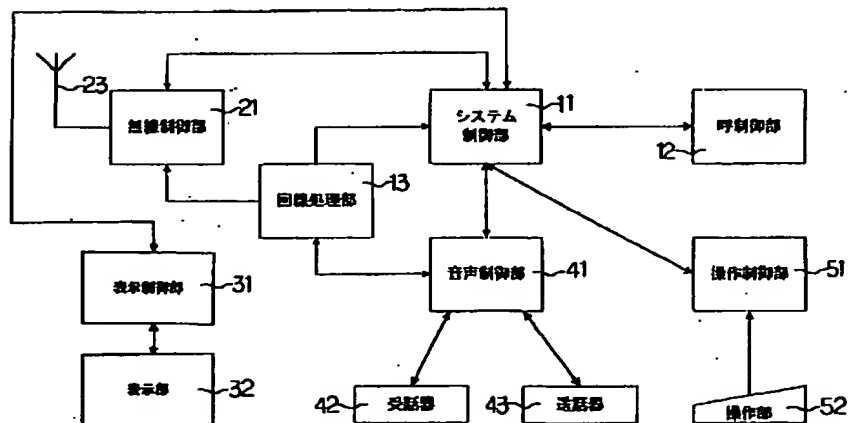 11
システム
制御部
23
21
無線制御部
呼制御部
12
13
回線処理部
表示制御部
31
音声制御部
41
操作制御部
51
表示部
32
42
受話器
43
送話器
操作部
52